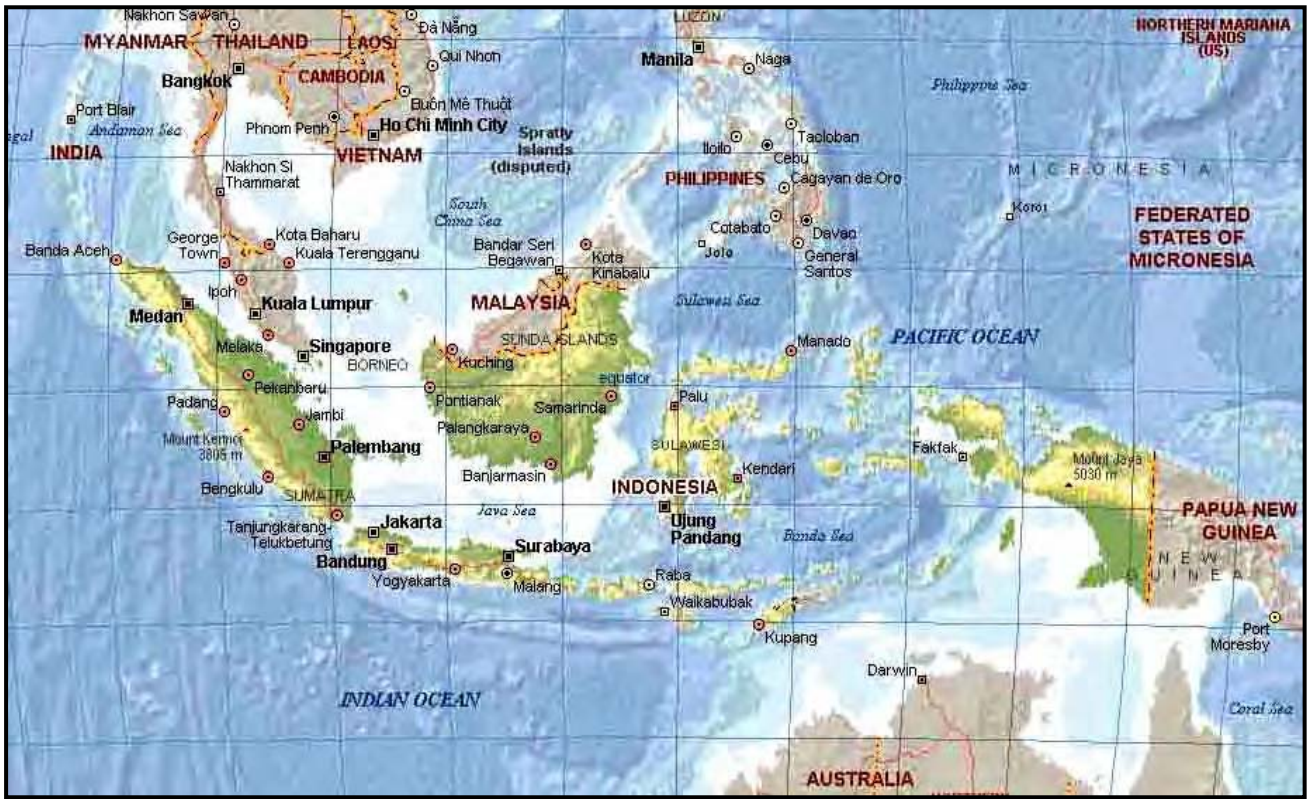 Nakhon Sawan
Đà Nẵng
LUZON
NORTHERN MARIANA
ISLANDS
(US)
MYANMAR
THAILAND
LAOS
Qui Nhon
Manila
Naga
Bangkok
CAMBODIA
Philippine Sea
Port Blair
Andaman Sea
Buôn Mê Thuôt
Phnom Penh
Ho Chi Minh City
Spratly
Islands
(disputed)
Taoloban
Iloilo
Cebu
INDIA
VIETNAM
Nakhon Si
Thammarat
PHILIPPINES
Cagayan de Oro
MICRONESIA
South
China Sea
Koror
FEDERATED
STATES OF
MICRONESIA
Cotabato
Davao
General
Santos
Jolo
Banda Aceh
George
Town
Kota Baharu
Kuala Terengganu
Bandar Seri
Begawan
Kota
Kinabalu
Ipoh
Kuala Lumpur
MALAYSIA
Sulawesi Sea
Medan
Melaka
Singapore
BORNEO
SUNDA ISLANDS
Manado
PACIFIC OCEAN
Kuching
Pekanbaru
equator
Padang
Pontianak
Samarinda
Palu
Jambi
Mount Kerinci
3805 m
Palembang
Palangkaraya
SULAWESI
Fakfak
Mount Jaya
5030 m
Bengkulu
Banjarmasin
Kendari
SUMATRA
INDONESIA
Java Sea
Tanjungkarang-
Telukbetung
Jakarta
Ujung
Pandang
Banda Sea
PAPUA NEW
GUINEA
Bandung
Surabaya
NEW
GUINEA
Yogyakarta
Malang
Raba
Waikabubak
Kupang
Port
Moresby
Darwin
INDIAN OCEAN
Coral Sea
AUSTRALIA